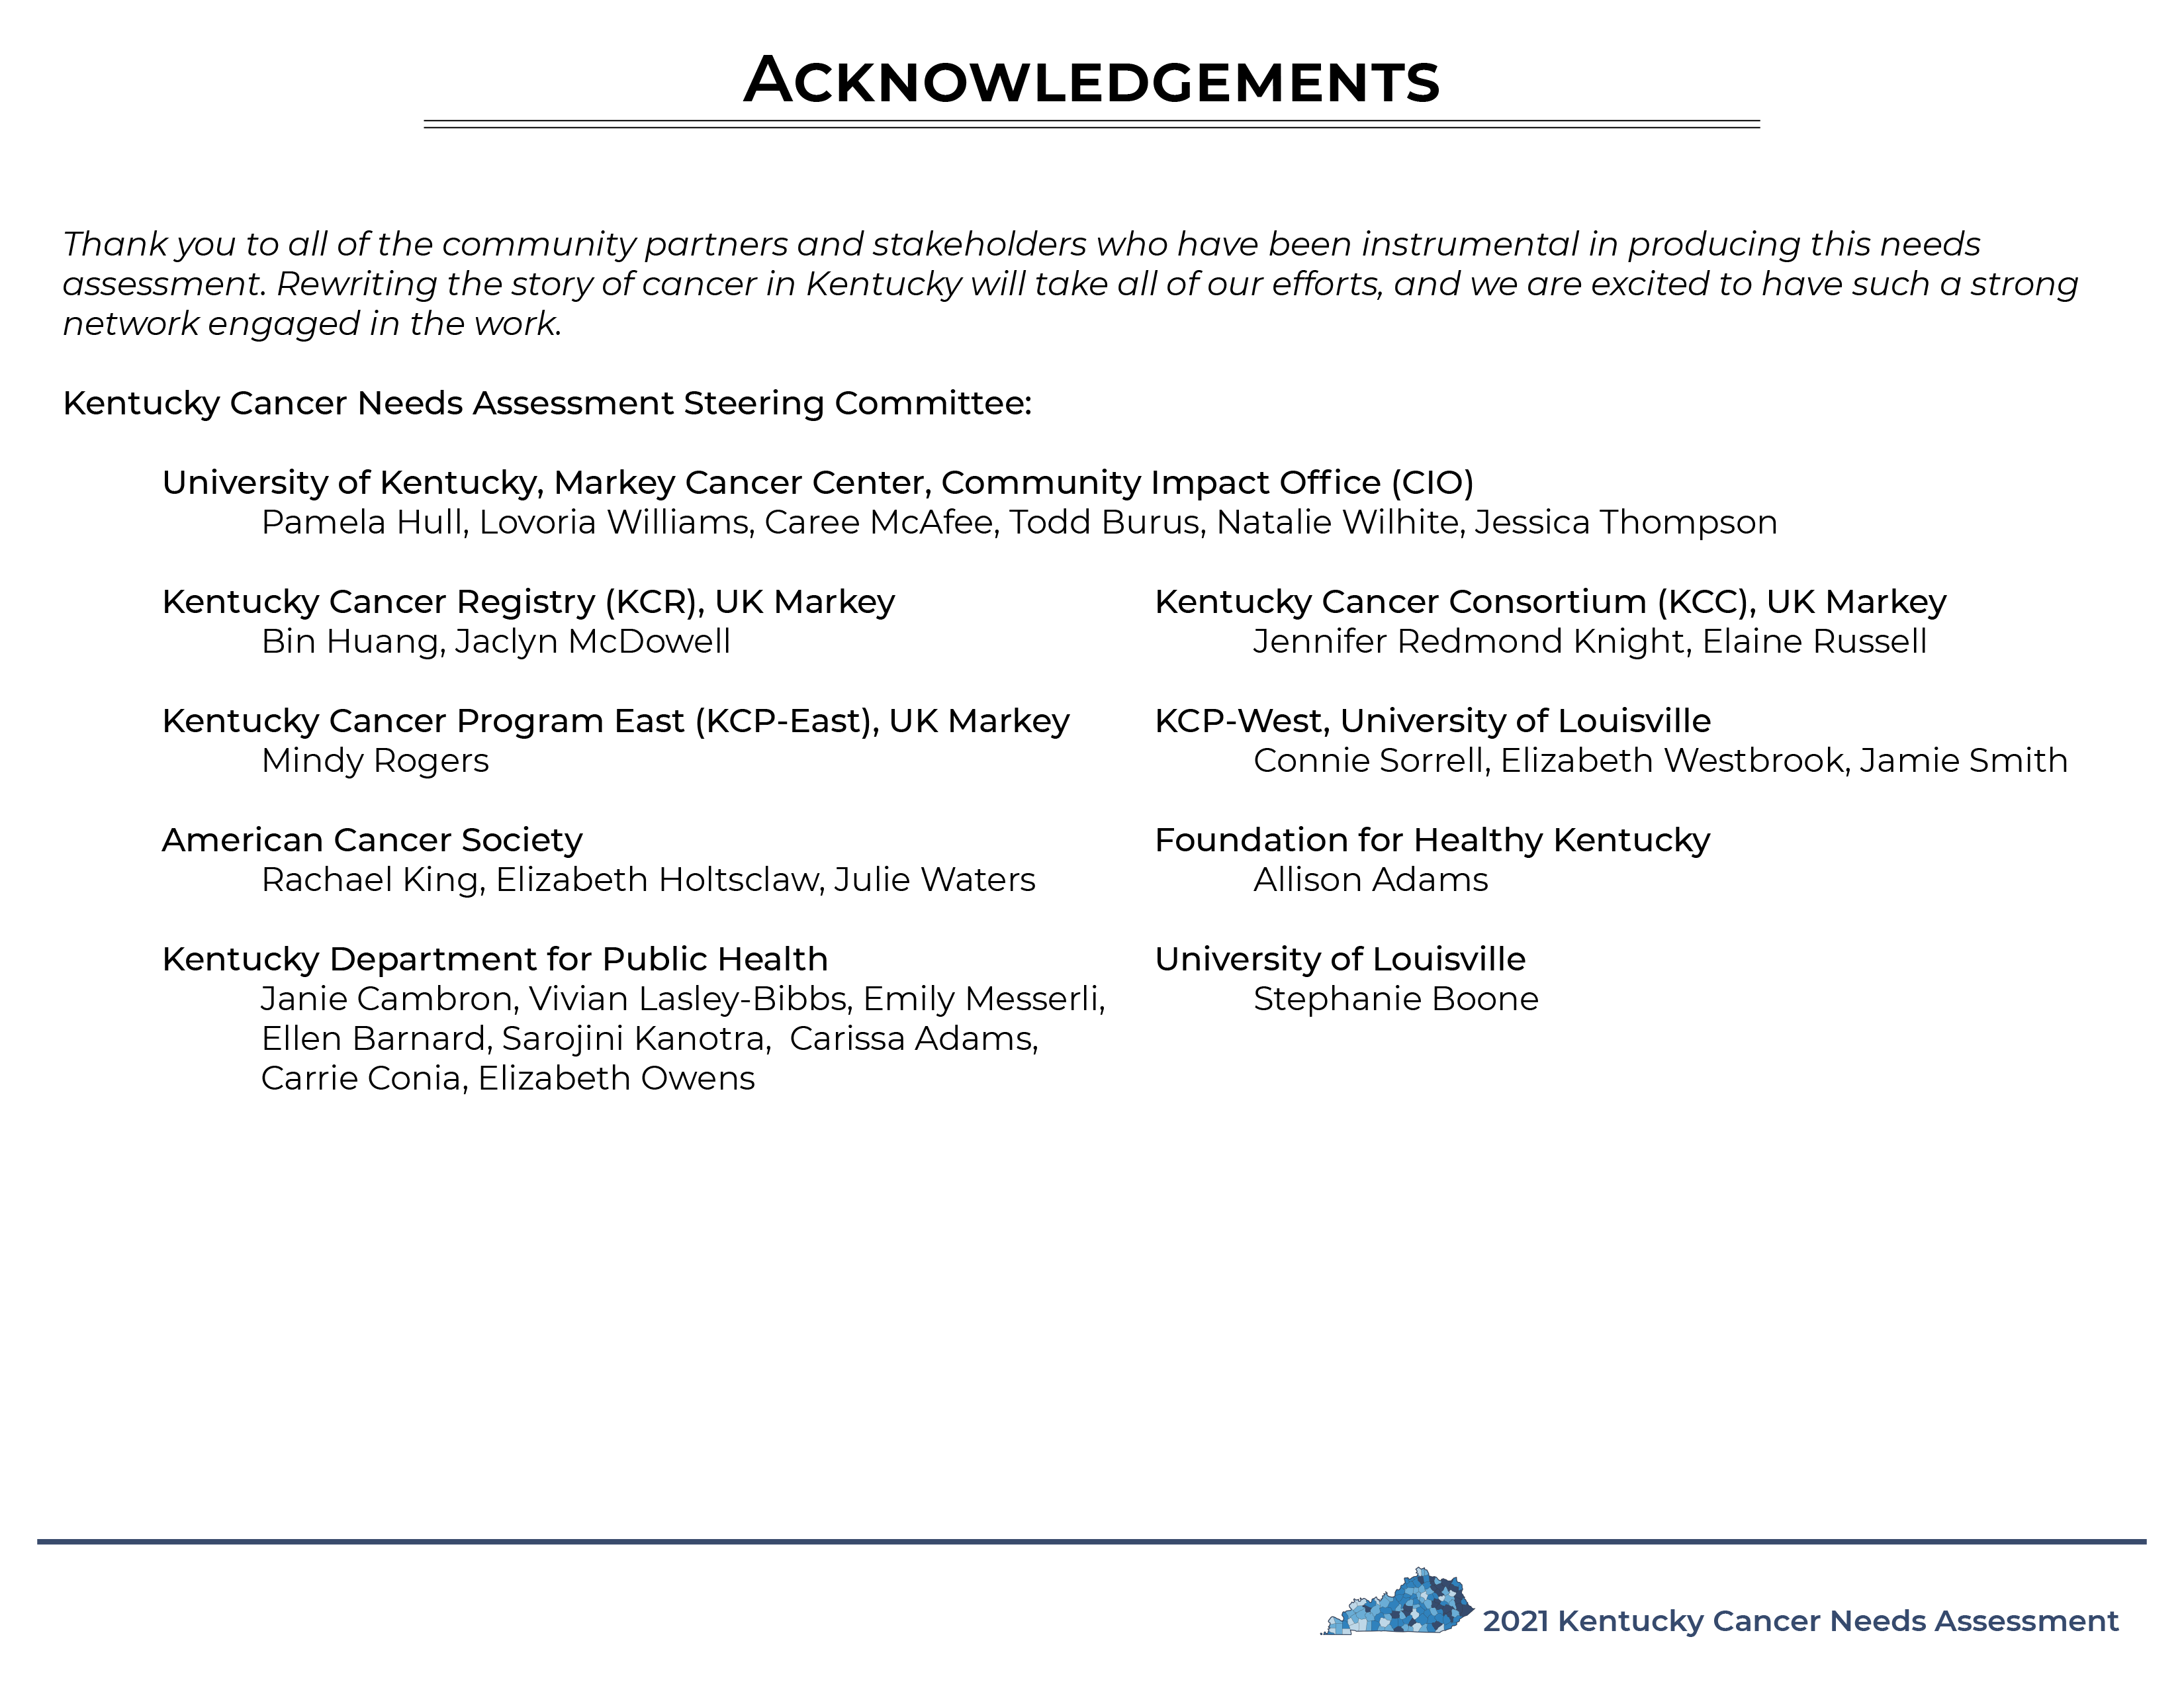 ACKNOWLEDGEMENTS
Thank you to all of the community partners and stakeholders who have been instrumental in producing this needs
assessment. Rewriting the story of cancer in Kentucky will take all of our efforts, and we are excited to have such a strong
network engaged in the work.
Kentucky Cancer Needs Assessment Steering Committee:
University of Kentucky, Markey Cancer Center, Community Impact Office (CIO)
Pamela Hull, Lovoria Williams, Caree McAfee, Todd Burus, Natalie Wilhite, Jessica Thompson
Kentucky Cancer Registry (KCR), UK Markey
Bin Huang, Jaclyn McDowell
Kentucky Cancer Consortium (KCC), UK Markey
Jennifer Redmond Knight, Elaine Russell
Kentucky Cancer Program East (KCP-East), UK Markey
Mindy Rogers
KCP-West, University of Louisville
Connie Sorrell, Elizabeth Westbrook, Jamie Smith
American Cancer Society
Rachael King, Elizabeth Holtsclaw, Julie Waters
Foundation for Healthy Kentucky
Allison Adams
Kentucky Department for Public Health
Janie Cambron, Vivian Lasley-Bibbs, Emily Messerli,
Ellen Barnard, Sarojini Kanotra,  Carissa Adams,
Carrie Conia, Elizabeth Owens
University of Louisville
Stephanie Boone
2021 Kentucky Cancer Needs Assessment